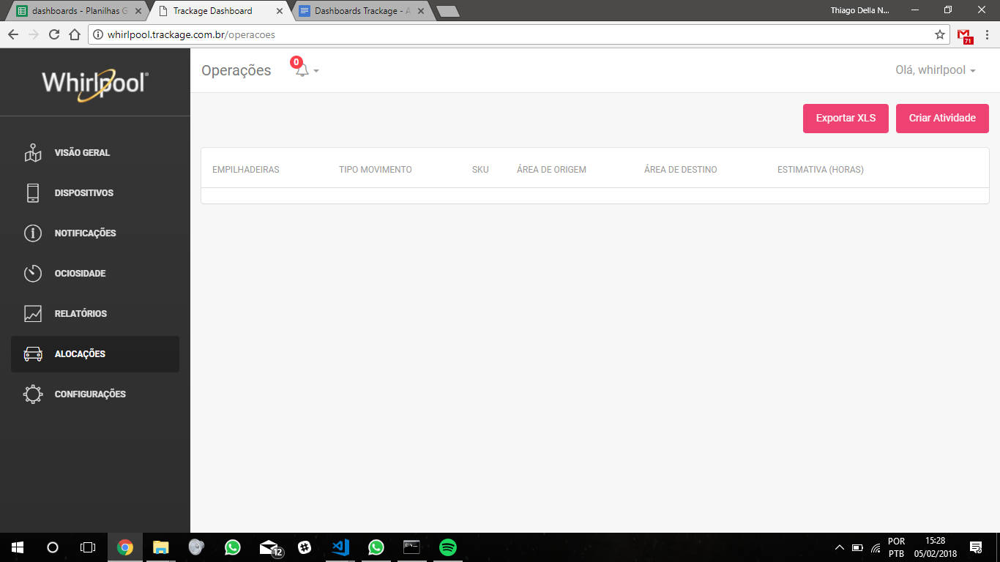 dashboards - Planilhas G
Trackage Dashboard
Dashboards Trackage - A
Thiago Della N...
whirlpool.trackage.com.br/operacoes
71
Whirlpool
Operações
0
Olá, whirlpool
Exportar XLS
Criar Atividade
VISÃO GERAL
DISPOSITIVOS
NOTIFICAÇÕES
OCIOSIDADE
RELATÓRIOS
ALOCAÇÕES
CONFIGURAÇÕES
EMPILHADEIRAS TIPO MOVIMENTO SKU ÁREA DE ORIGEM ÁREA DE DESTINO ESTIMATIVA (HORAS)
12
POR
PTB
15:28
05/02/2018